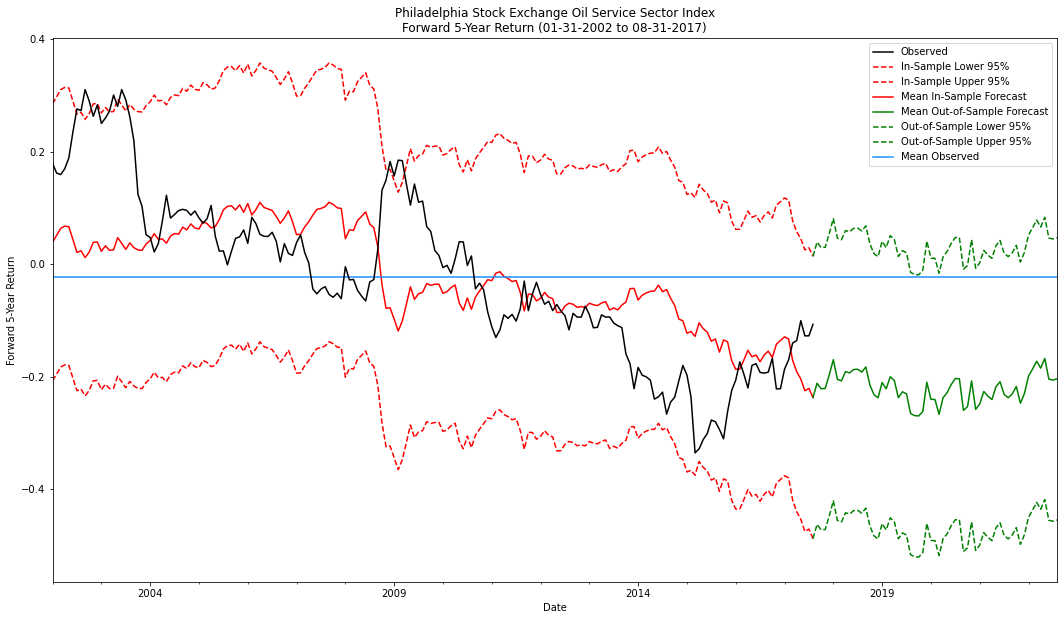 Philadelphia Stock Exchange Oil Service Sector Index
Forward 5-Year Return (01-31-2002 to 08-31-2017)
Observed
In-Sample Lower 95%
In-Sample Upper 95%
Mean In-Sample Forecast
Mean Out-of-Sample Forecast
Out-of-Sample Lower 95%
Out-of-Sample Upper 95%
Mean Observed
Forward 5-Year Return
0.4
0.2
0.0
−0.2
−0.4
2004
2009
2014
2019
Date